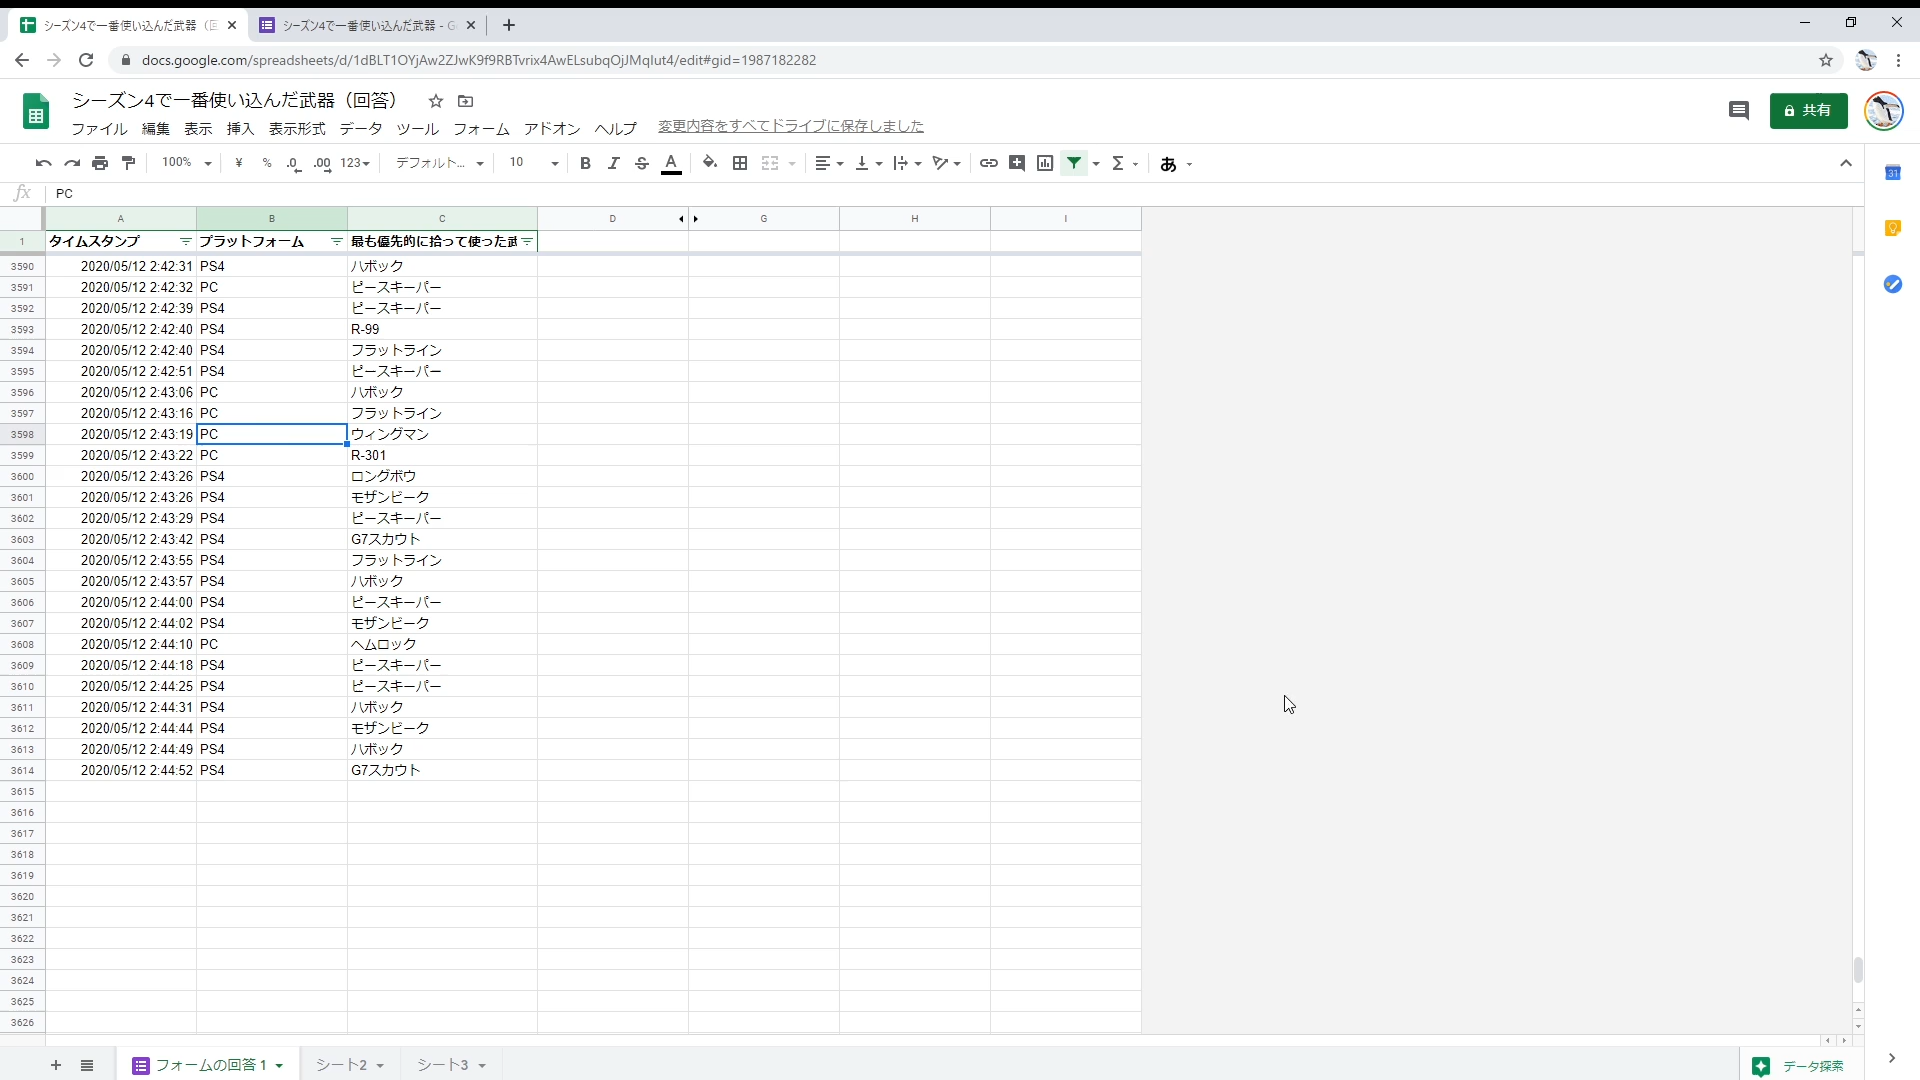 シーズン4で一番使い込んだ武器（回
シーズン4で一番使い込んだ武器 - G
docs.google.com/spreadsheets/d/1dBLT1OYjAw2ZJwK9f9RBTvrix4AwELsubqOjJMqIut4/edit#gid=1987182282
シーズン4で一番使い込んだ武器（回答）
共有
ファイル 編集 表示 挿入 表示形式 データ ツール フォーム アドオン ヘルプ 変更内容をすべてドライブに保存しました
100% ¥ % .0 .00 123 デフォルト... 10 B I S A Σ あ
fx PC
A B C D G H I
1 タイムスタンプ プラットフォーム 最も優先的に拾って使った武
3590 2020/05/12 2:42:31 PS4 ハボック
3591 2020/05/12 2:42:32 PC ピースキーパー
3592 2020/05/12 2:42:39 PS4 ピースキーパー
3593 2020/05/12 2:42:40 PS4 R-99
3594 2020/05/12 2:42:40 PS4 フラットライン
3595 2020/05/12 2:42:51 PS4 ピースキーパー
3596 2020/05/12 2:43:06 PC ハボック
3597 2020/05/12 2:43:16 PC フラットライン
3598 2020/05/12 2:43:19 PC ウィングマン
3599 2020/05/12 2:43:22 PC R-301
3600 2020/05/12 2:43:26 PS4 ロングボウ
3601 2020/05/12 2:43:26 PS4 モザンビーク
3602 2020/05/12 2:43:29 PS4 ピースキーパー
3603 2020/05/12 2:43:42 PS4 G7スカウト
3604 2020/05/12 2:43:55 PS4 フラットライン
3605 2020/05/12 2:43:57 PS4 ハボック
3606 2020/05/12 2:44:00 PS4 ピースキーパー
3607 2020/05/12 2:44:02 PS4 モザンビーク
3608 2020/05/12 2:44:10 PC ヘムロック
3609 2020/05/12 2:44:18 PS4 ピースキーパー
3610 2020/05/12 2:44:25 PS4 ピースキーパー
3611 2020/05/12 2:44:31 PS4 ハボック
3612 2020/05/12 2:44:44 PS4 モザンビーク
3613 2020/05/12 2:44:49 PS4 ハボック
3614 2020/05/12 2:44:52 PS4 G7スカウト
3615
3616
3617
3618
3619
3620
3621
3622
3623
3624
3625
3626
フォームの回答 1 シート2 シート3 データ探索
31